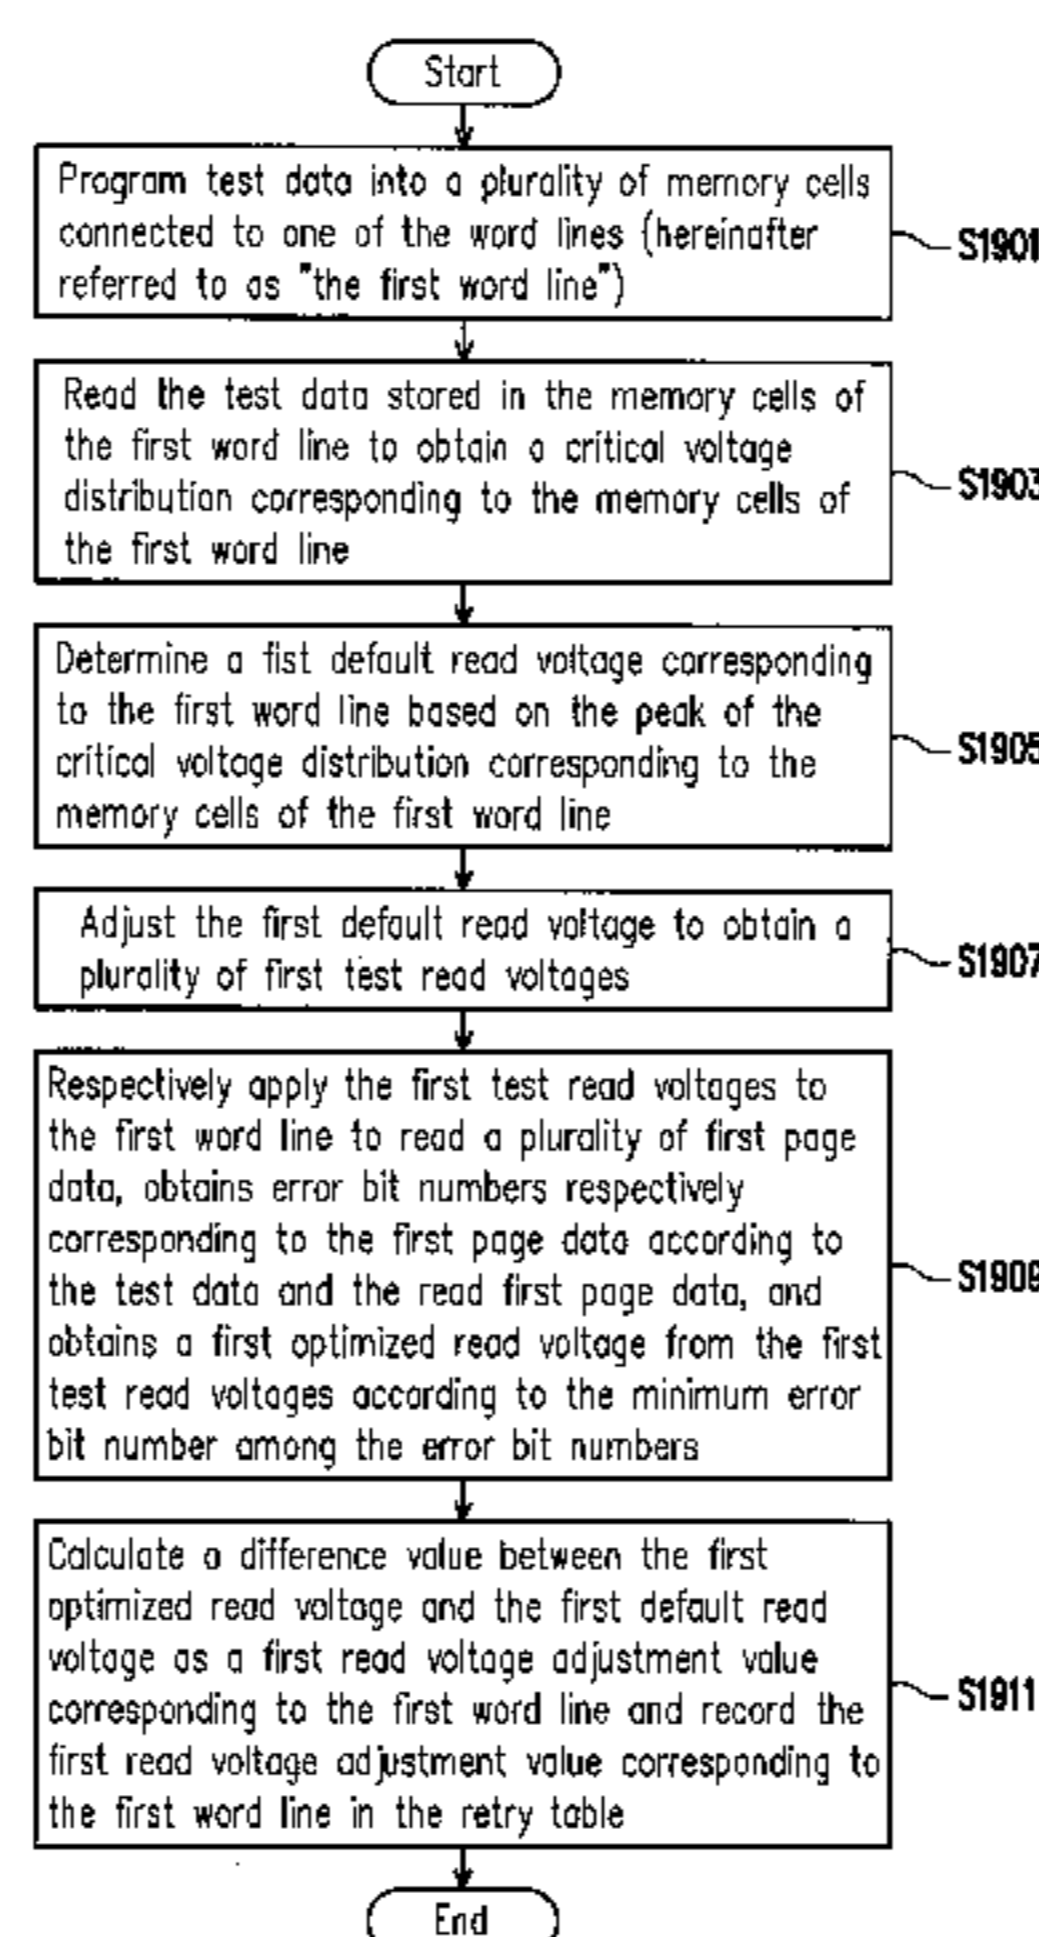 Start
Program test data into a plurality of memory cells
connected to one of the word lines (hereinafter
referred to as "the first word line")
S1901
Read the test data stored in the memory cells of
the first word line to obtain a critical voltage
distribution corresponding to the memory cells of
the first word line
S1903
Determine a fist default read voltage corresponding
to the first word line based on the peak of the
critical voltage distribution corresponding to the
memory cells of the first word line
S1905
Adjust the first default read voltage to obtain a
plurality of first test read voltages
S1907
Respectively apply the first test read voltages to
the first word line to read a plurality of first page
data, obtains error bit numbers respectively
corresponding to the first page data according to
the test data and the read first page data, and
obtains a first optimized read voltage from the first
test read voltages according to the minimum error
bit number among the error bit numbers
S1909
Calculate a difference value between the first
optimized read voltage and the first default read
voltage as a first read voltage adjustment value
corresponding to the first word line and record the
first read voltage adjustment value corresponding to
the first word line in the retry table
S1911
End